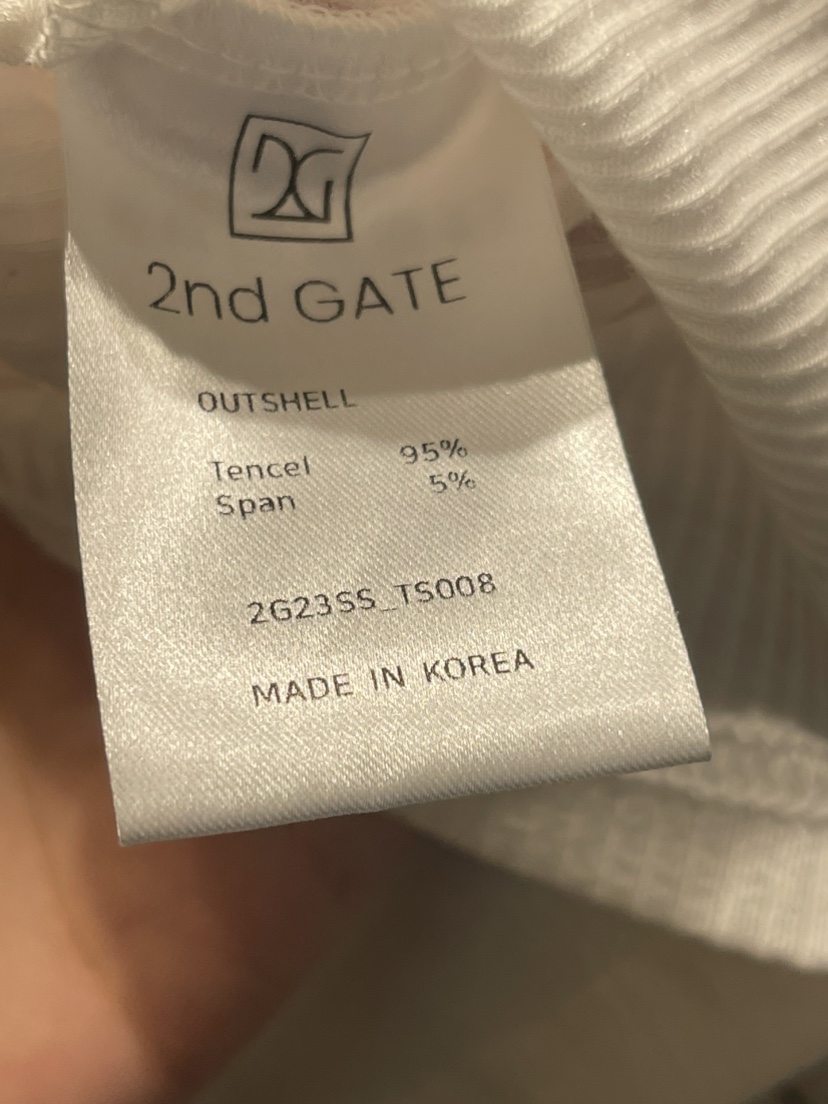 2G
2nd GATE
OUTSHELL
Tencel 95%
Span 5%
2G23SS_TS008
MADE IN KOREA